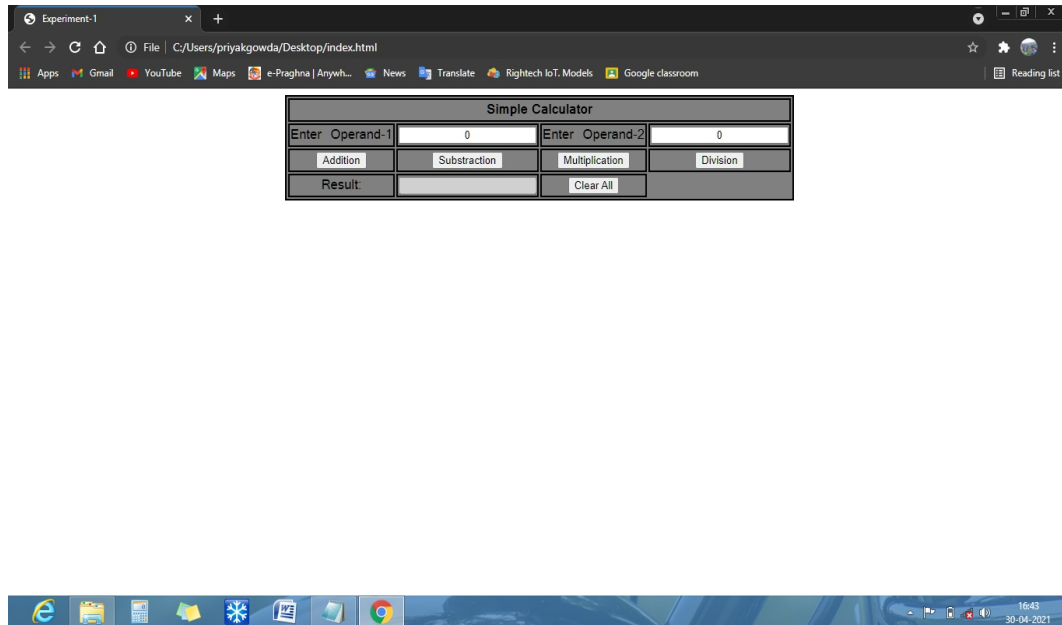 Experiment-1
File | C:/Users/priyakgowda/Desktop/index.html
Apps Gmail YouTube Maps e-Praghna | Anywh... News Translate Rightech IoT. Models Google classroom Reading list
Simple Calculator
Enter Operand-1 0 Enter Operand-2 0
Addition Substraction Multiplication Division
Result: Clear All
16:43
30-04-2021